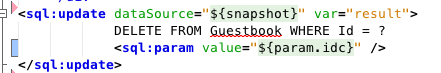 <sql:update dataSource="${snapshot}" var="result">
DELETE FROM Guestbook WHERE Id = ?
<sql:param value="${param.idc}" />
</sql:update>